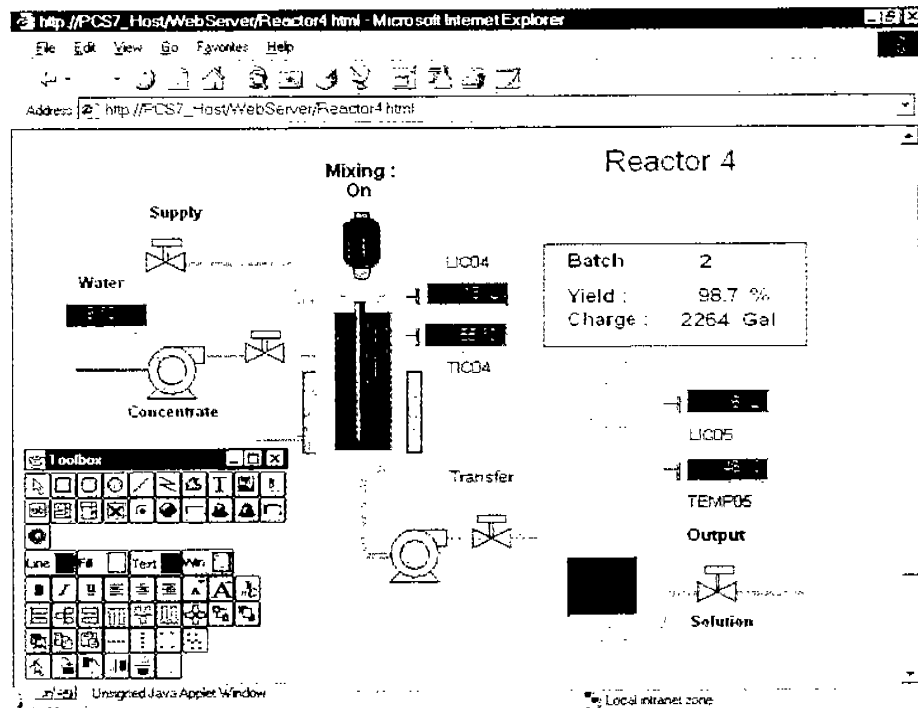 http://PCS7_Host/WebServer/Reactor4 html - Microsoft Internet Explorer
File Edit View Go Favorites Help
Address http://PCS7_Host/WebServer/Reactor4 html
Reactor 4
Mixing :
On
Supply
Water
LIC04
TIC04
Batch 2
Yield : 98.7 %
Charge : 2264 Gal
Concentrate
LIC05
TEMP05
Toolbox
Line Fill Text Win
Transfer
Output
Solution
Unsigned Java Applet Window
Local intranet zone